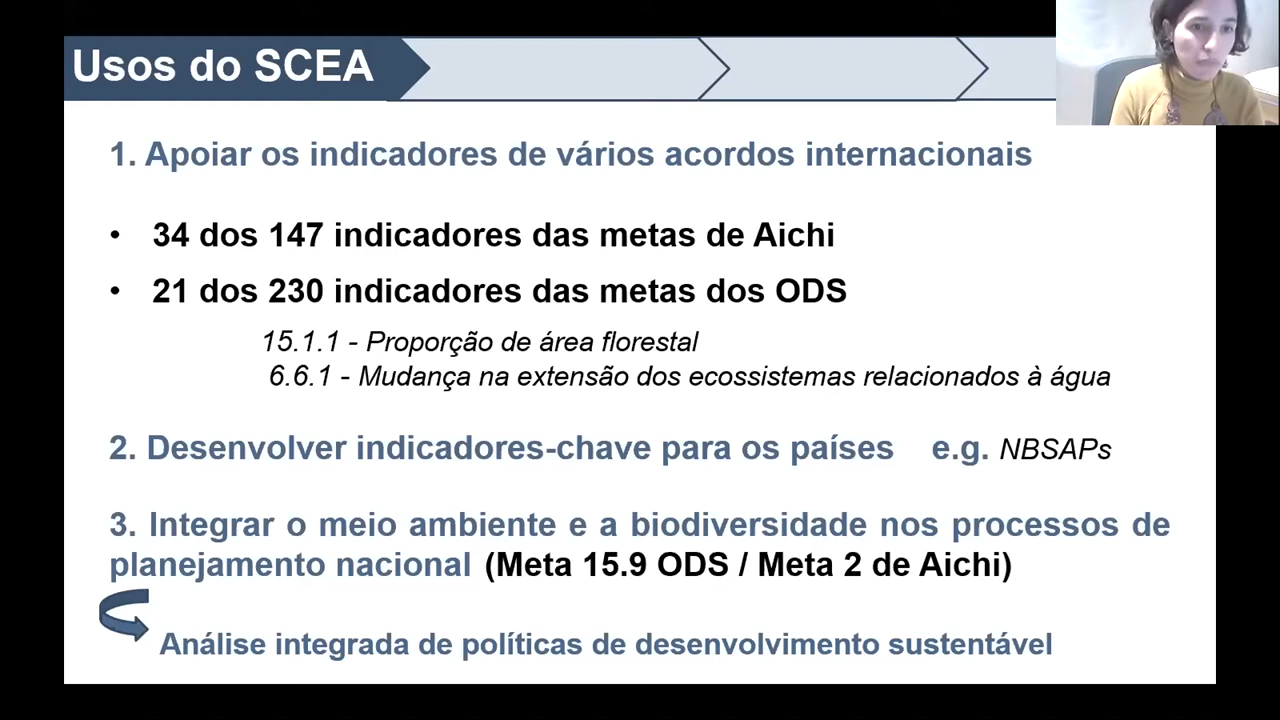 Usos do SCEA
1. Apoiar os indicadores de vários acordos internacionais
• 34 dos 147 indicadores das metas de Aichi
• 21 dos 230 indicadores das metas dos ODS
15.1.1 - Proporção de área florestal
6.6.1 - Mudança na extensão dos ecossistemas relacionados à água
2. Desenvolver indicadores-chave para os países e.g. NBSAPs
3. Integrar o meio ambiente e a biodiversidade nos processos de
planejamento nacional (Meta 15.9 ODS / Meta 2 de Aichi)
Análise integrada de políticas de desenvolvimento sustentável